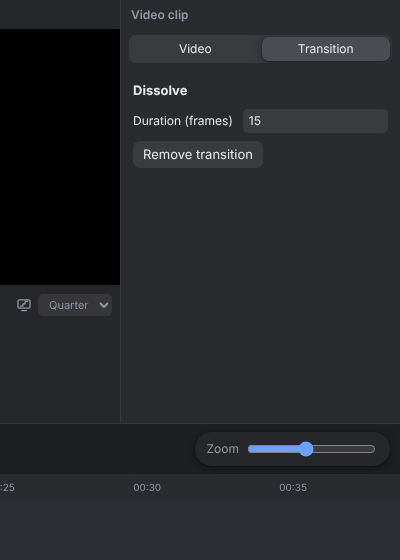 Video clip
Video
Transition
Dissolve
Duration (frames) 15
Remove transition
Quarter
Zoom
:25
00:30
00:35